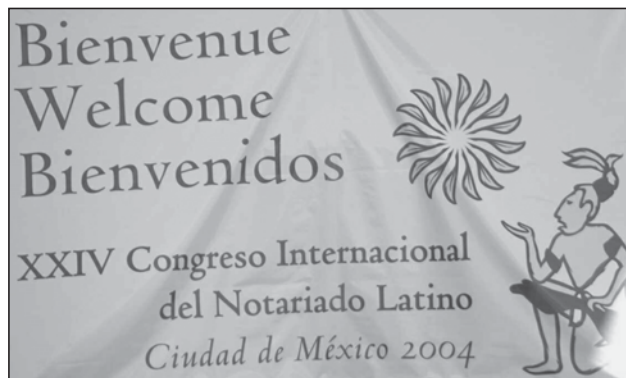 Bienvenue
Welcome
Bienvenidos
XXIV Congreso Internacional
del Notariado Latino
Ciudad de México 2004